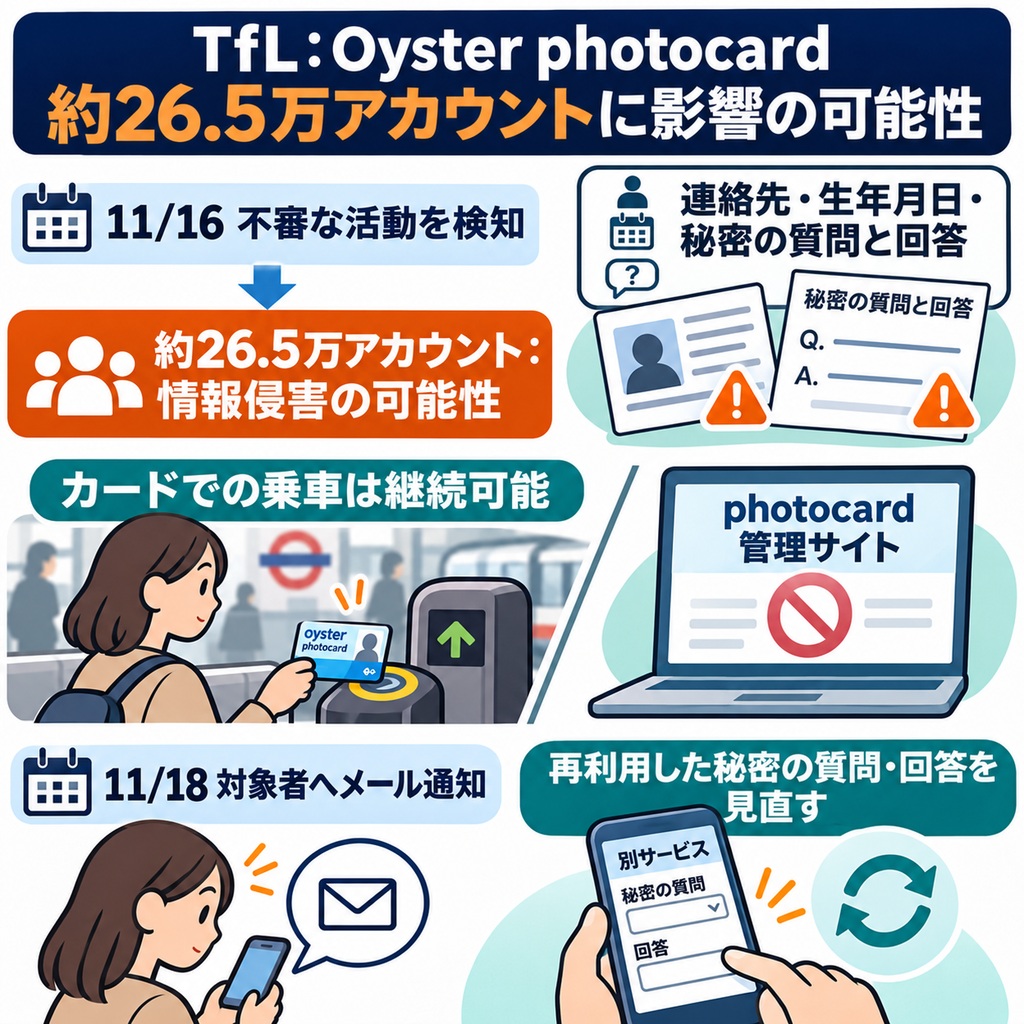 TfL：Oyster photocard
約26.5万アカウントに影響の可能性
11/16 不審な活動を検知
約26.5万アカウント：
情報侵害の可能性
連絡先・生年月日・
秘密の質問と回答
?
秘密の質問と回答
Q.
A.
!
!
カードでの乗車は継続可能
oyster
photocard
photocard
管理サイト
11/18 対象者へメール通知
再利用した秘密の質問・回答を
見直す
別サービス
秘密の質問
回答